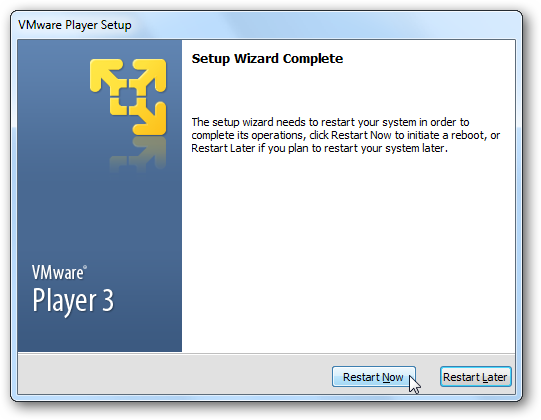 VMware Player Setup
Setup Wizard Complete
The setup wizard needs to restart your system in order to
complete its operations, click Restart Now to initiate a reboot, or
Restart Later if you plan to restart your system later.
VMware®
Player 3
Restart Now
Restart Later